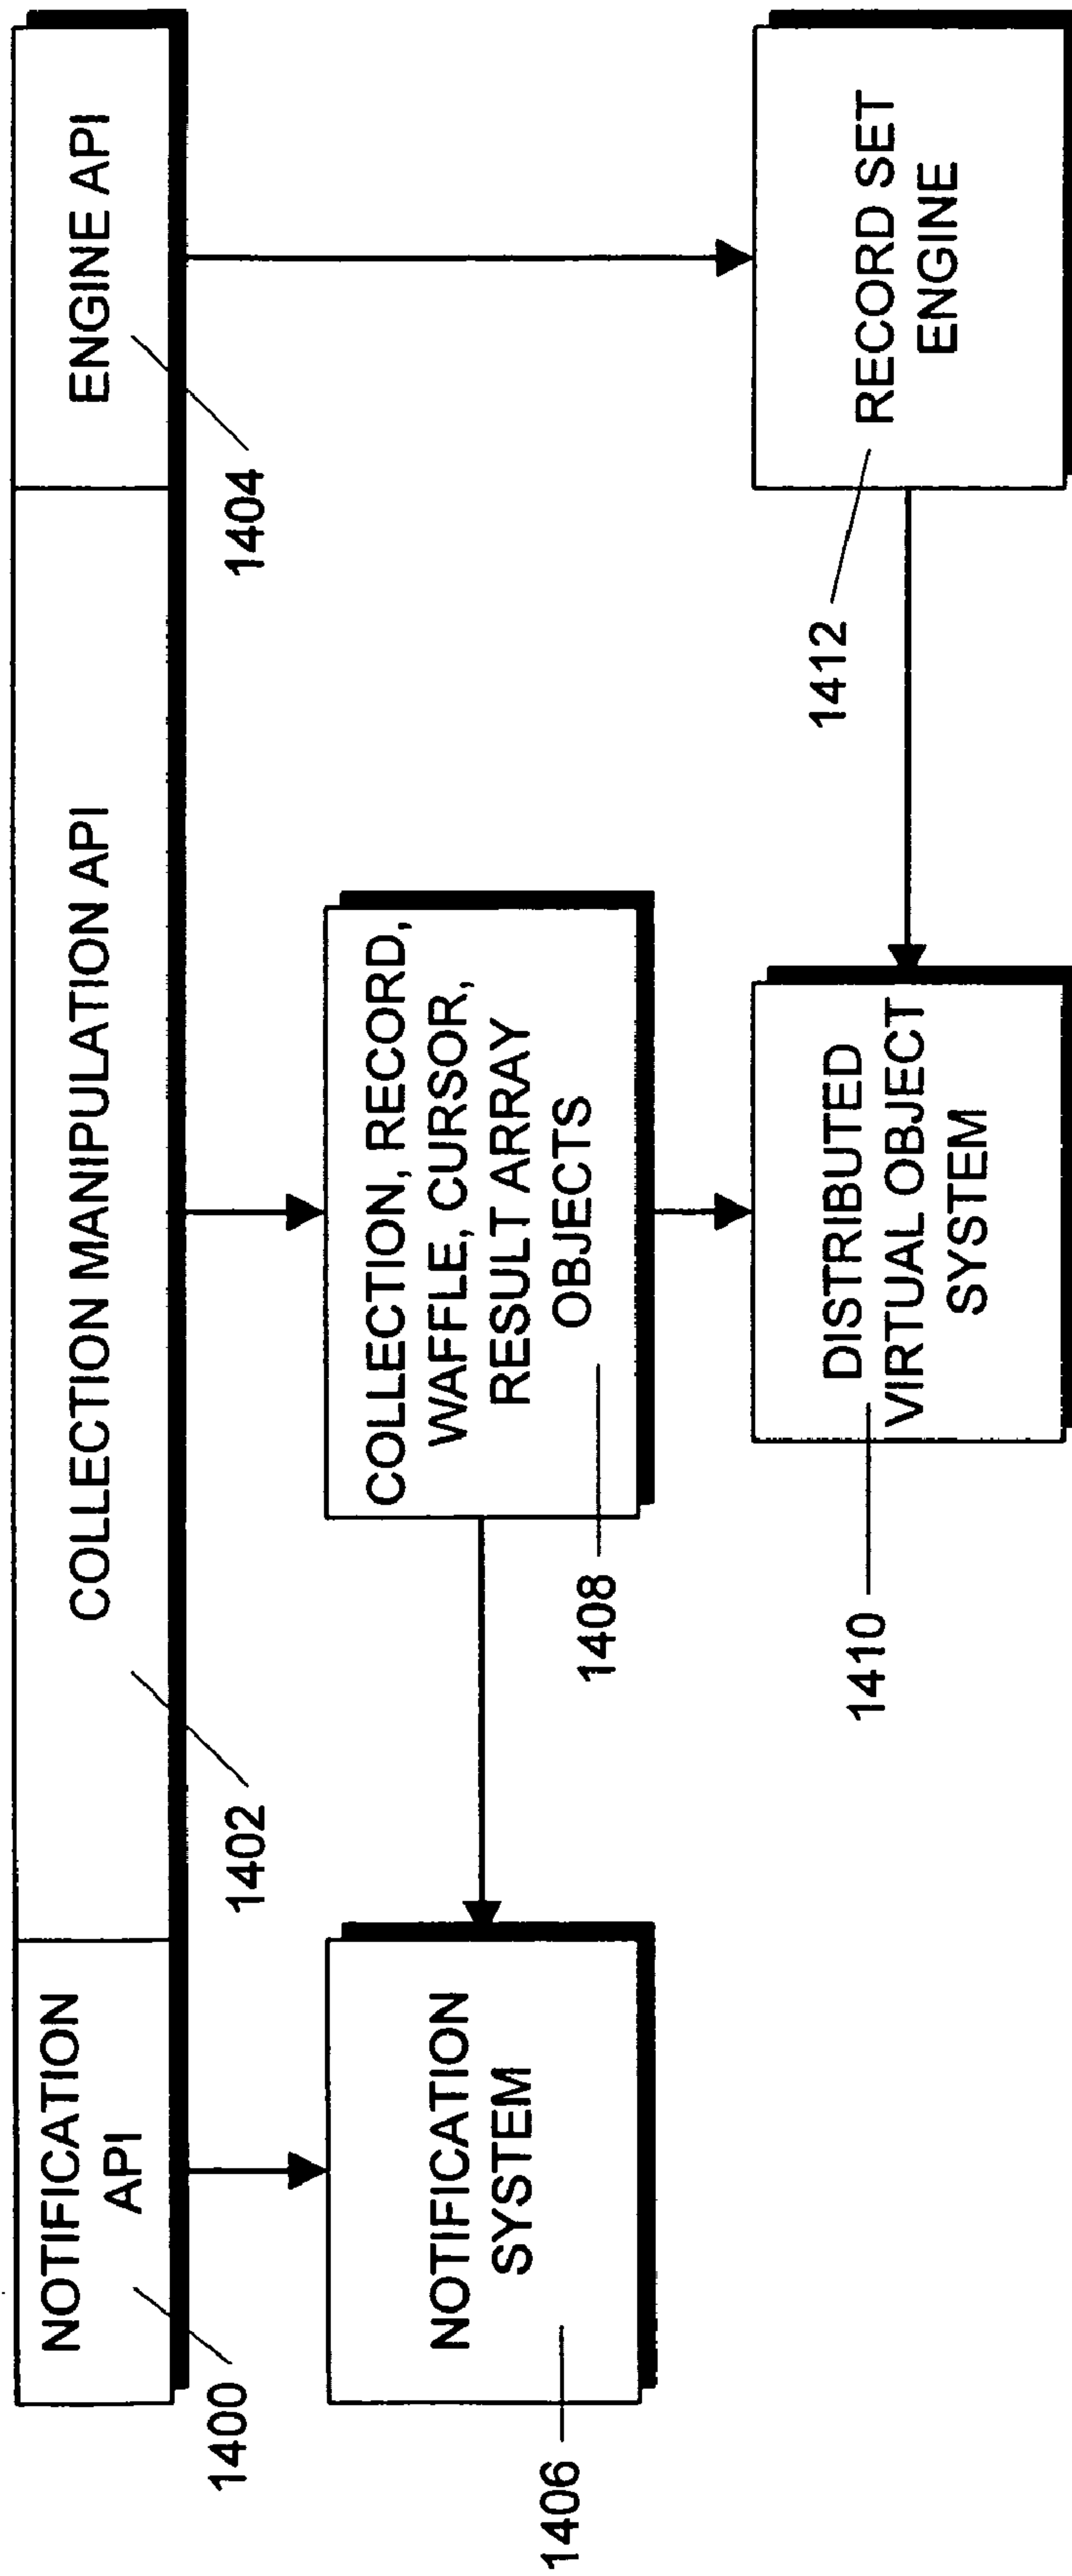 NOTIFICATION
API
COLLECTION MANIPULATION API
ENGINE API
1400
1402
1404
NOTIFICATION
SYSTEM
1406
COLLECTION, RECORD,
WAFFLE, CURSOR,
RESULT ARRAY
OBJECTS
1408
DISTRIBUTED
VIRTUAL OBJECT
SYSTEM
1410
RECORD SET
ENGINE
1412